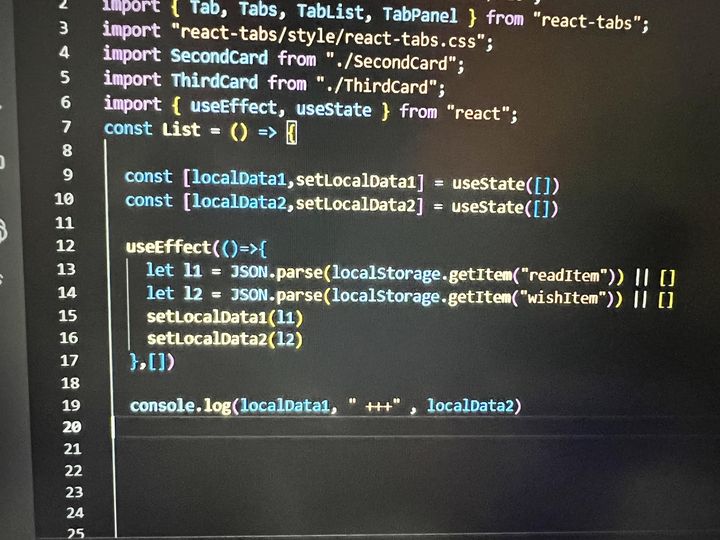 2 import { Tab, Tabs, TabList, TabPanel } from "react-tabs";
3 import "react-tabs/style/react-tabs.css";
4 import SecondCard from "./SecondCard";
5 import ThirdCard from "./ThirdCard";
6 import { useEffect, useState } from "react";
7 const List = () => {
8
9 const [localData1,setLocalData1] = useState([])
10 const [localData2,setLocalData2] = useState([])
11
12 useEffect(()=>{
13 let l1 = JSON.parse(localStorage.getItem("readItem")) || []
14 let l2 = JSON.parse(localStorage.getItem("wishItem")) || []
15 setLocalData1(l1)
16 setLocalData2(l2)
17 },[])
18
19 console.log(localData1, " +++" , localData2)
20
21
22
23
24
25